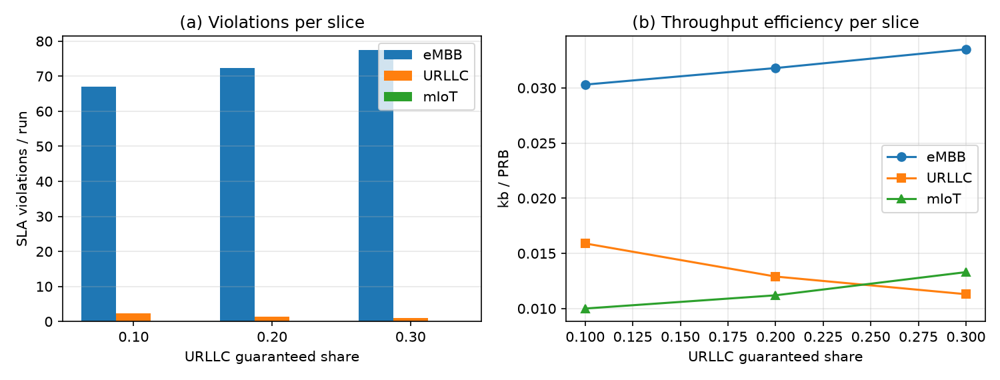 (a) Violations per slice
SLA violations / run
80
70
60
50
40
30
20
10
0
eMBB
URLLC
mIoT
0.10 0.20 0.30
URLLC guaranteed share
(b) Throughput efficiency per slice
kb / PRB
0.030
0.025
0.020
0.015
0.010
eMBB
URLLC
mIoT
0.100 0.125 0.150 0.175 0.200 0.225 0.250 0.275 0.300
URLLC guaranteed share